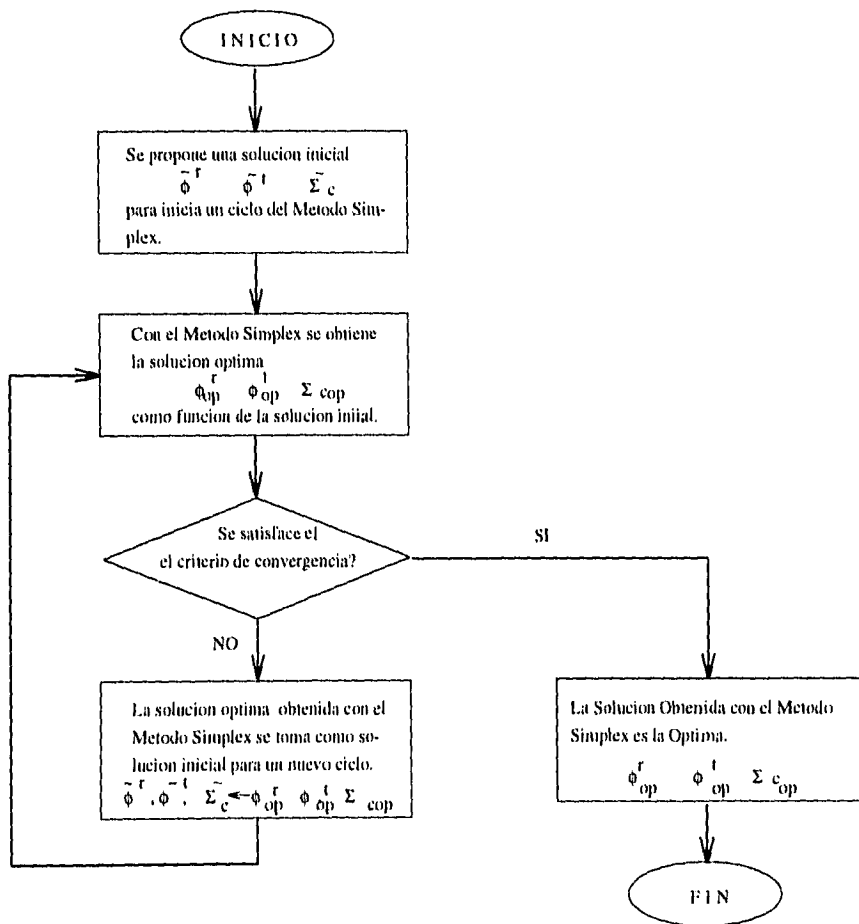 INICIO
Se propone una solucion inicial
ϕ̃ʳ ϕ̃ᵗ Σ̃c
para inicia un ciclo del Metodo Sim-
plex.
Con el Metodo Simplex se obtiene
la solucion optima
ϕʳop ϕᵗop Σ cop
como funcion de la solucion iniial.
Se satisface el
el criterio de convergencia?
SI
NO
La solucion optima obtenida con el
Metodo Simplex se toma como so-
lucion inicial para un nuevo ciclo.
ϕ̃ʳ, ϕ̃ᵗ, Σ̃c ← ϕʳop ϕᵗop Σ cop
La Solucion Obtenida con el Metodo
Simplex es la Optima.
ϕʳop ϕᵗop Σ cop
FIN